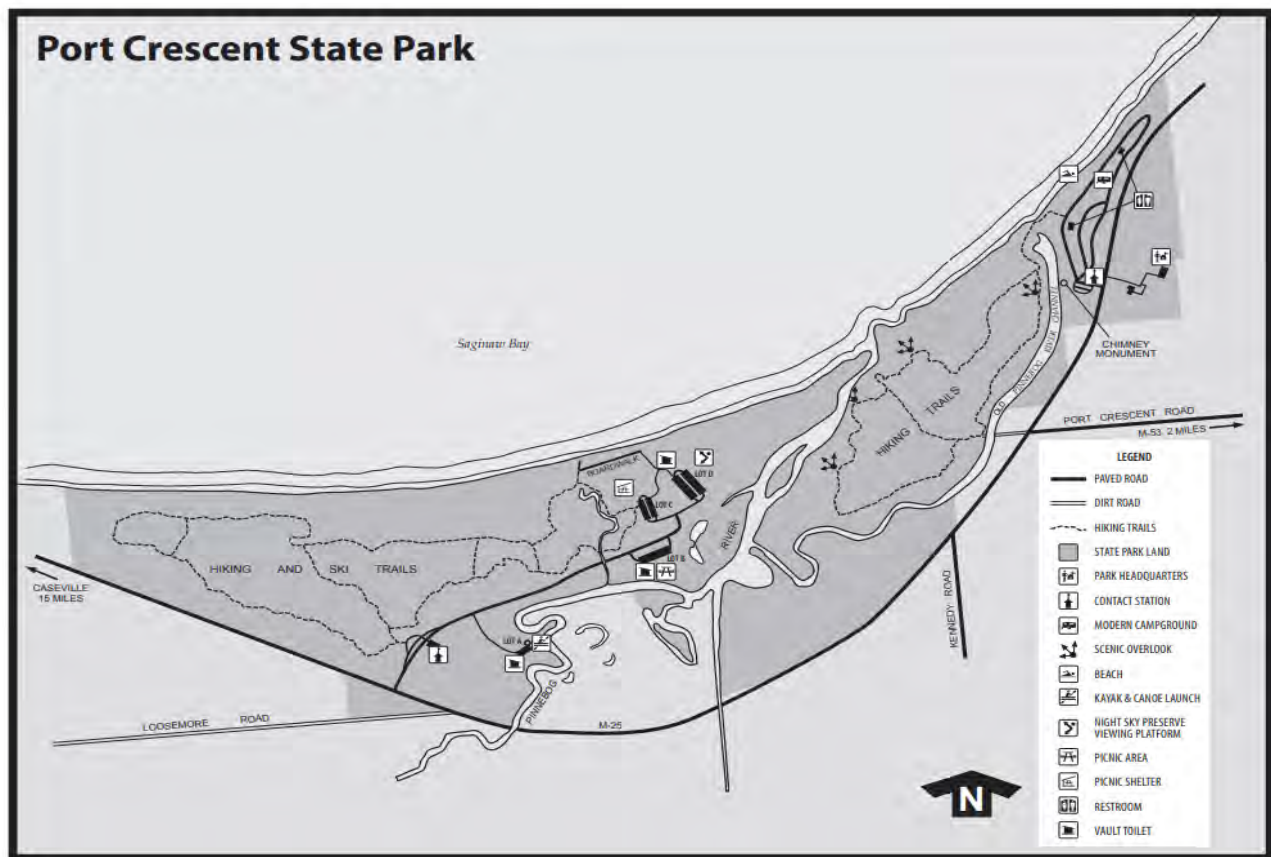 Port Crescent State Park
Saginaw Bay
CHIMNEY
MONUMENT
OLD PINNEBOG RIVER CHANNEL
HIKING TRAILS
PORT CRESCENT ROAD
M-53 2 MILES
BOARDWALK
LOT D
LOT C
LOT B
RIVER
HIKING AND SKI TRAILS
CASEVILLE
15 MILES
LOT A
PINNEBOG
KENNEDY ROAD
LOOSEMORE ROAD
M-25
N
LEGEND
PAVED ROAD
DIRT ROAD
HIKING TRAILS
STATE PARK LAND
PARK HEADQUARTERS
CONTACT STATION
MODERN CAMPGROUND
SCENIC OVERLOOK
BEACH
KAYAK & CANOE LAUNCH
NIGHT SKY PRESERVE
VIEWING PLATFORM
PICNIC AREA
PICNIC SHELTER
RESTROOM
VAULT TOILET